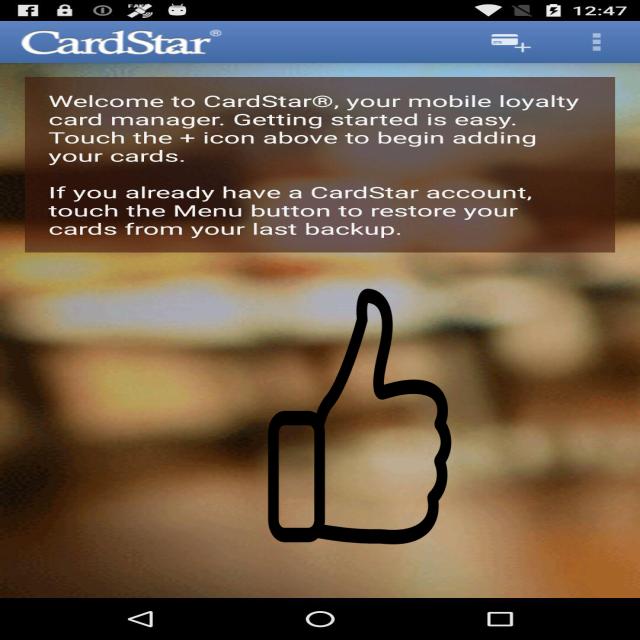 12:47
CardStar®
Welcome to CardStar®, your mobile loyalty
card manager. Getting started is easy.
Touch the + icon above to begin adding
your cards.
If you already have a CardStar account,
touch the Menu button to restore your
cards from your last backup.